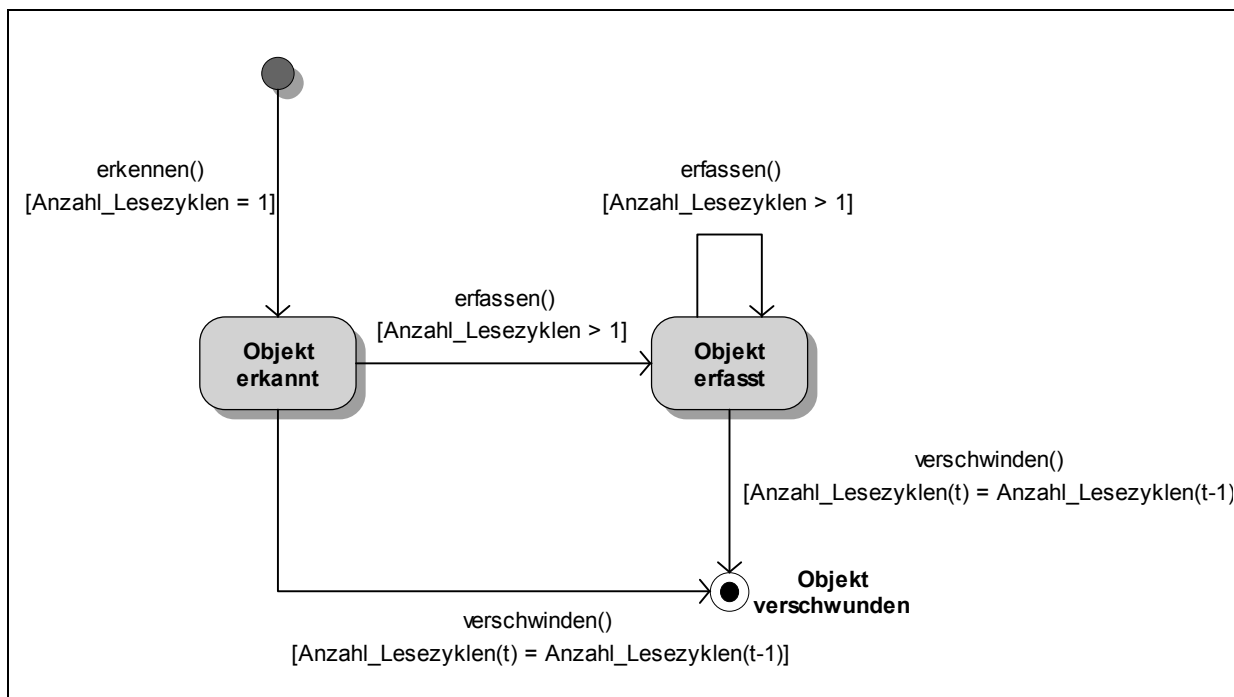 erkennen()
[Anzahl_Lesezyklen = 1]
erfassen()
[Anzahl_Lesezyklen > 1]
erfassen()
[Anzahl_Lesezyklen > 1]
Objekt
erkannt
Objekt
erfasst
verschwinden()
[Anzahl_Lesezyklen(t) = Anzahl_Lesezyklen(t-1)
Objekt
verschwunden
verschwinden()
[Anzahl_Lesezyklen(t) = Anzahl_Lesezyklen(t-1)]